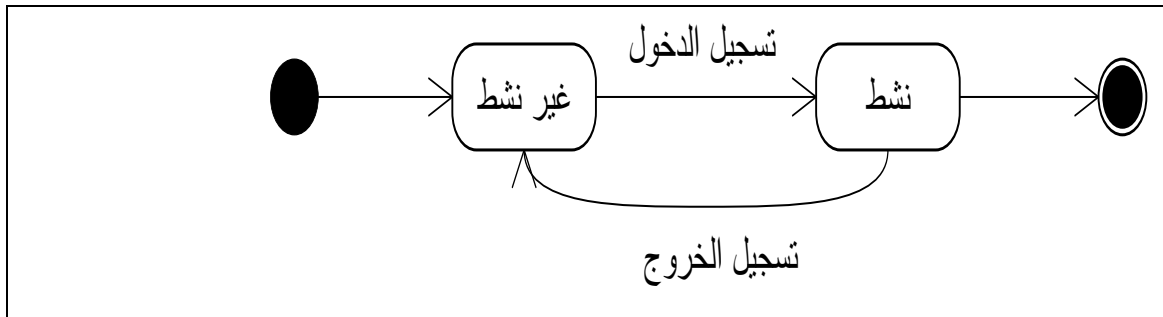 تسجيل الدخول
غير نشط
نشط
تسجيل الخروج